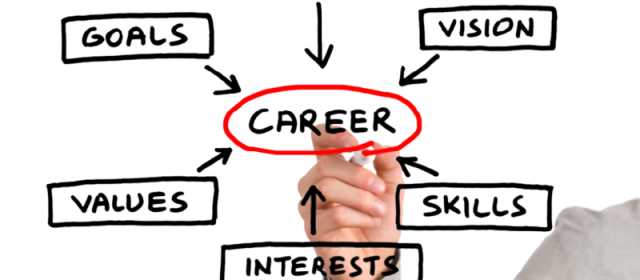 GOALS
VISION
CAREER
VALUES
SKILLS
INTERESTS